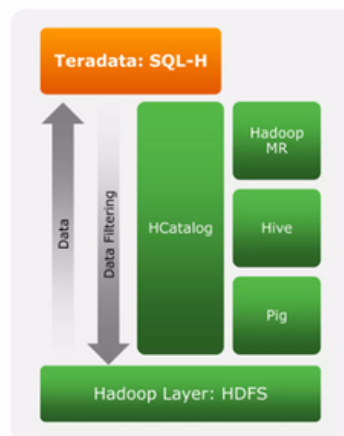 Teradata: SQL-H
Data
Data Filtering
HCatalog
Hadoop
MR
Hive
Pig
Hadoop Layer: HDFS